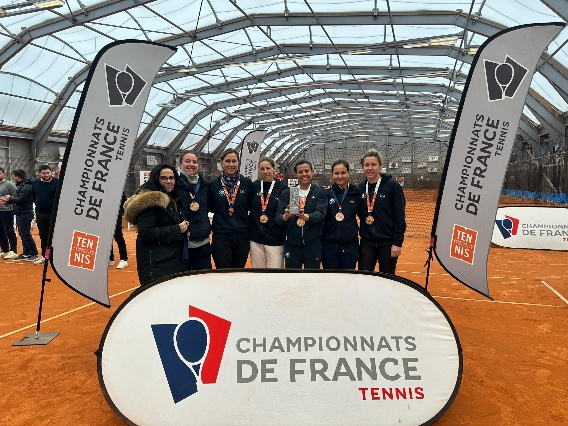 CHAMPIONNATS
DE FRANCE
TENNIS
TEN
NIS
CHAMPIONNATS
DE FRANCE
TENNIS
TEN
NIS
CHAMPIONNATS
DE FRANCE
CHAMPIONNATS
DE FRANCE
TENNIS